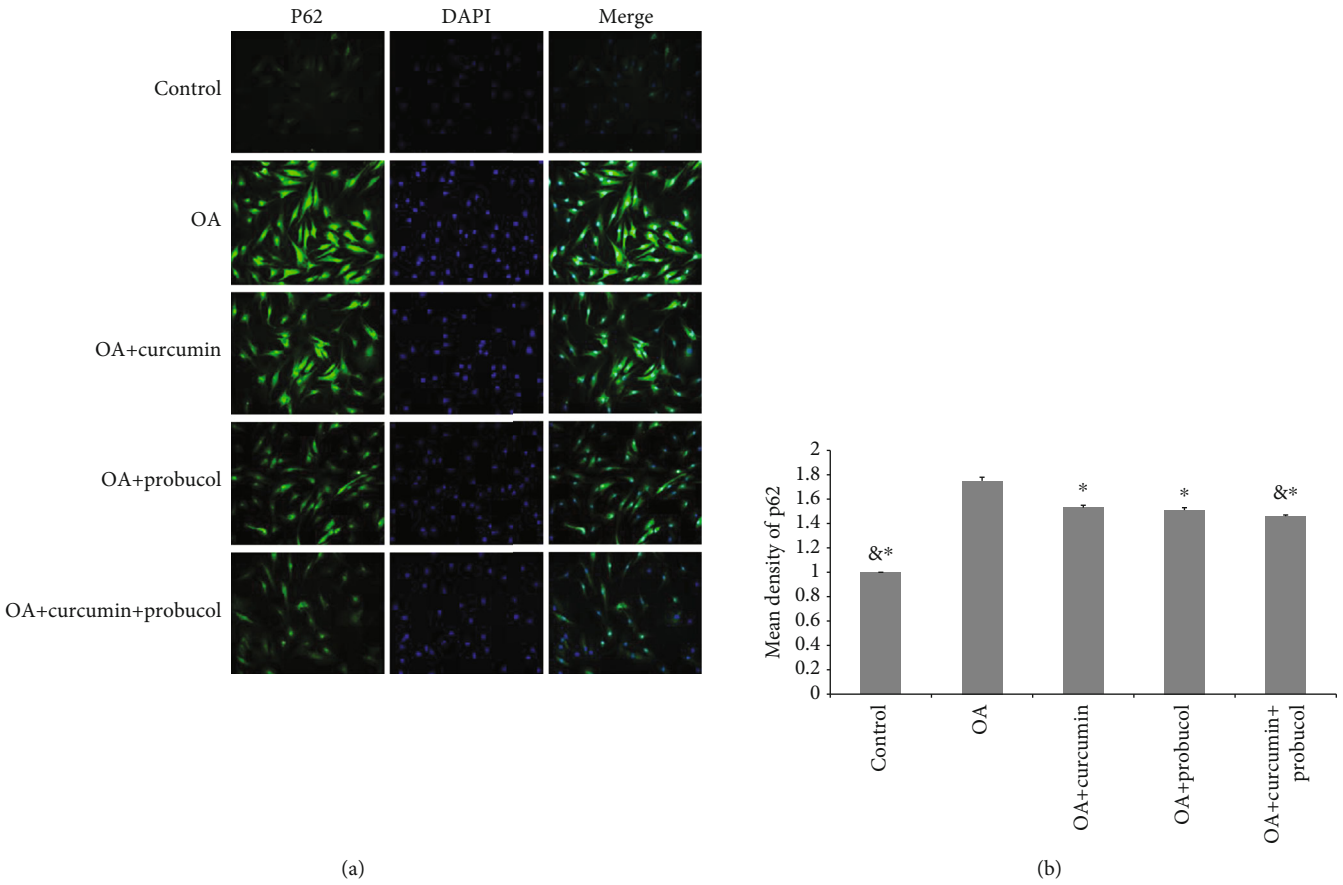 P62 DAPI Merge
Control
OA
OA+curcumin
OA+probucol
OA+curcumin+probucol
(a)
Mean density of p62
2
1.8
1.6
1.4
1.2
1
0.8
0.6
0.4
0.2
0
&*
*
*
&*
Control
OA
OA+curcumin
OA+probucol
OA+curcumin+
probucol
(b)